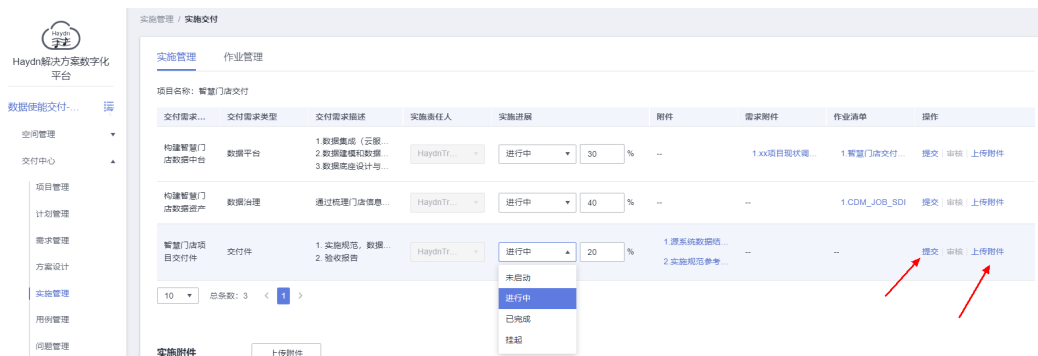 实施管理 / 实施交付
Haydn
Haydn解决方案数字化
平台
数据使能交付-...
空间管理
交付中心
项目管理
计划管理
需求管理
方案设计
实施管理
用例管理
问题管理
实施管理 作业管理
项目名称：智慧门店交付
交付需求... 交付需求类型 交付需求描述 实施责任人 实施进展 附件 需求附件 作业清单 操作
构建智慧门
店数据中台
数据平台
1.数据集成（云服...
2.数据建模和数据...
3.数据底座设计与...
HaydnTr... 进行中 30 % -- 1.xx项目现状调... 1.智慧门店交付... 提交 审核 上传附件
构建智慧门
店数据资产
数据治理 通过梳理门店信息... HaydnTr... 进行中 40 % -- -- 1.CDM_JOB_SDI 提交 审核 上传附件
智慧门店项
目交付件
交付件
1. 实施规范，数据...
2. 验收报告
HaydnTr... 进行中 20 %
1.源系统数据结...
2.实施规范参考...
-- -- 提交 审核 上传附件
未启动
进行中
已完成
挂起
10 总条数：3 < 1 >
实施附件 上传附件